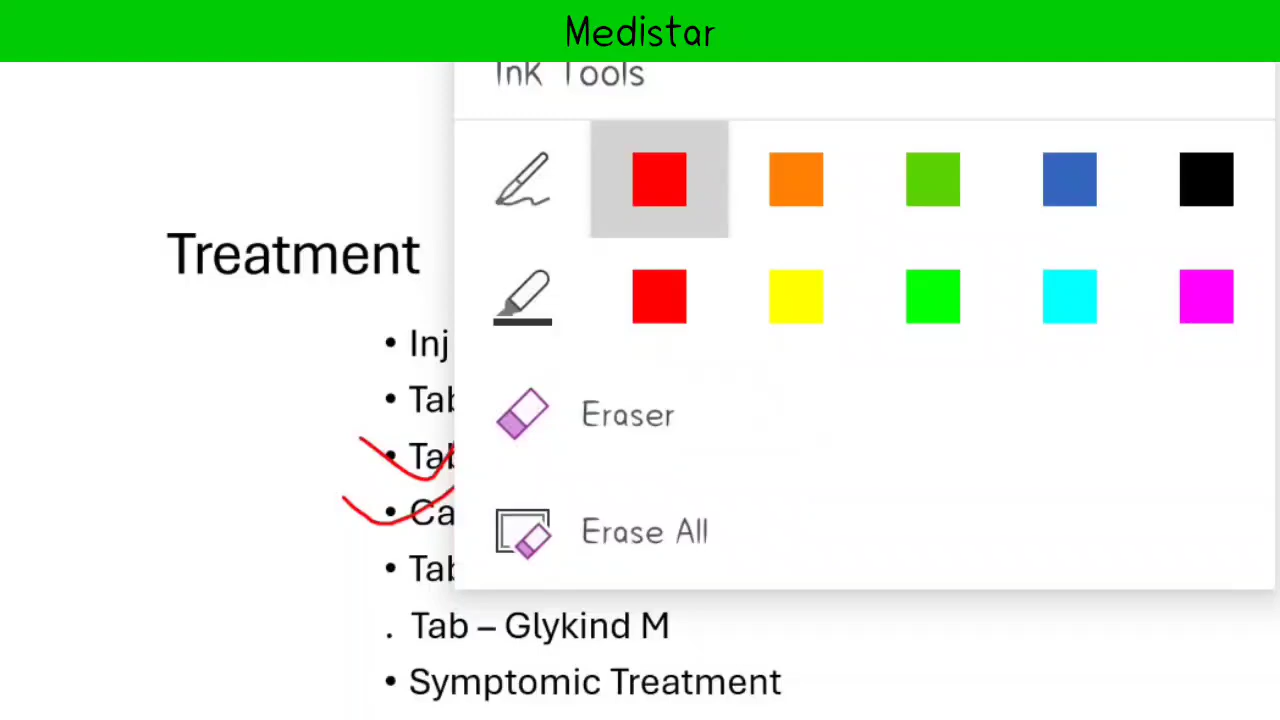 Medistar
Ink Tools
Treatment
• Inj
• Tab
• Tab
• Ca
Eraser
Erase All
• Tab
. Tab – Glykind M
• Symptomic Treatment